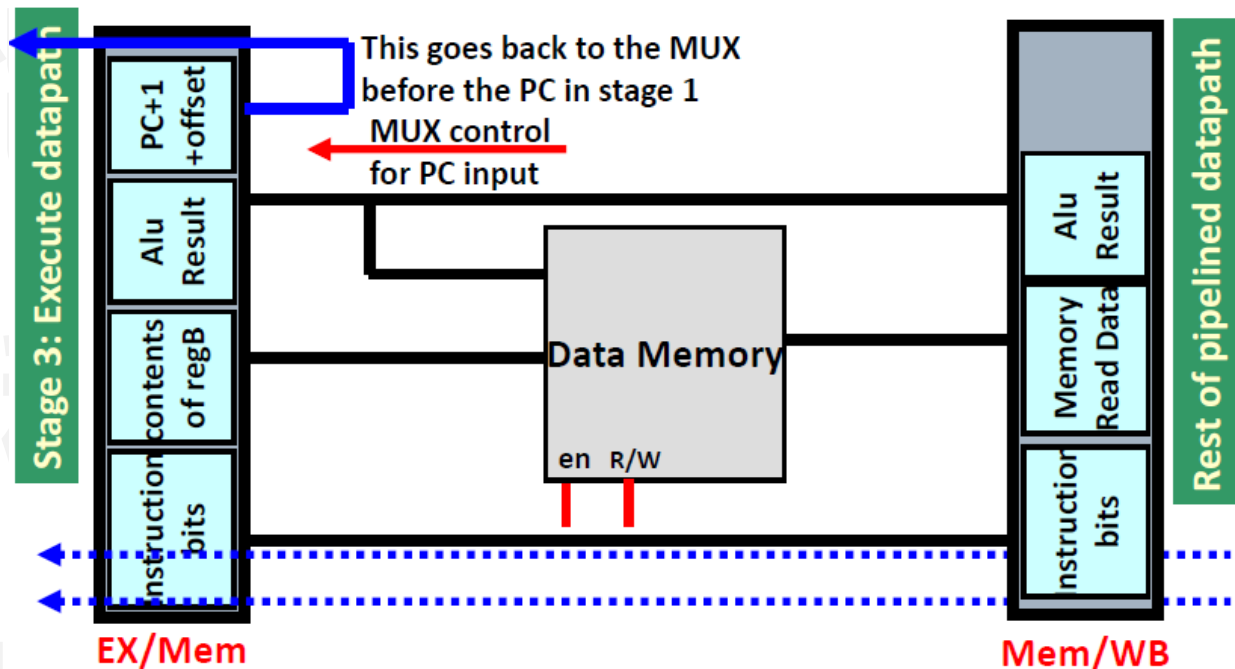 Stage 3: Execute datapath
PC+1
+offset
Alu
Result
contents
of regB
Instruction
bits
EX/Mem
This goes back to the MUX
before the PC in stage 1
MUX control
for PC input
Data Memory
en R/W
Alu
Result
Memory
Read Data
Instruction
bits
Mem/WB
Rest of pipelined datapath